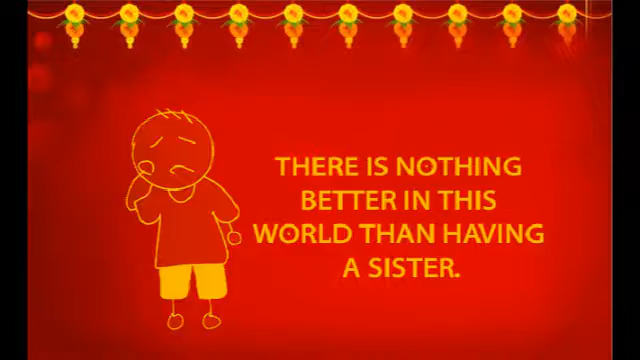 THERE IS NOTHING
BETTER IN THIS
WORLD THAN HAVING
A SISTER.